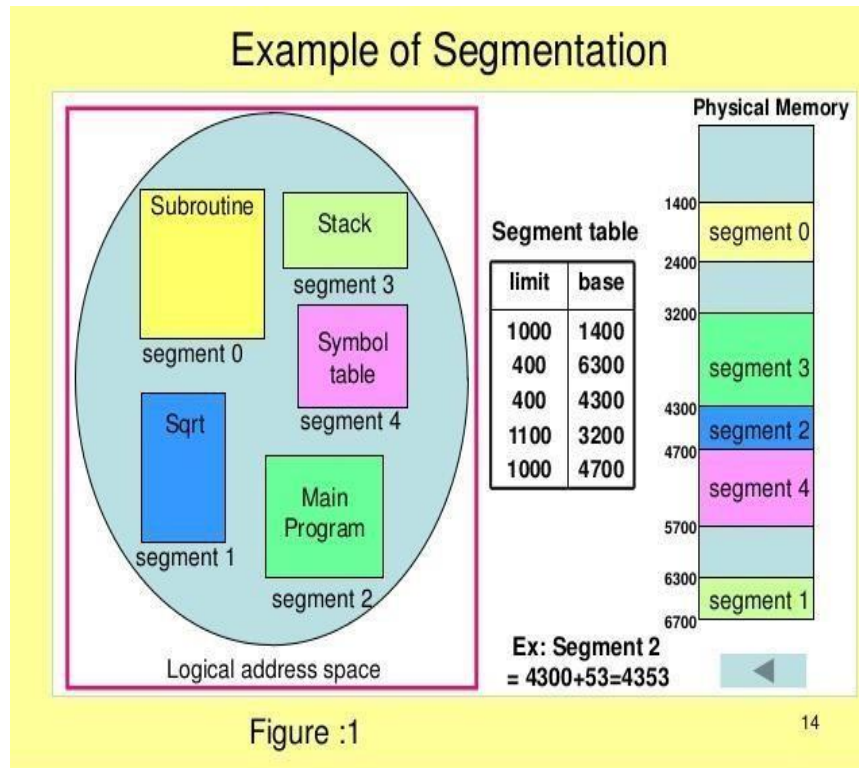 Example of Segmentation
Subroutine
segment 0
Stack
segment 3
Symbol
table
segment 4
Sqrt
segment 1
Main
Program
segment 2
Logical address space
Segment table
limit base
1000 1400
400 6300
400 4300
1100 3200
1000 4700
Physical Memory
1400
segment 0
2400
3200
segment 3
4300
segment 2
4700
segment 4
5700
6300
segment 1
6700
Ex: Segment 2
= 4300+53=4353
Figure :1
14